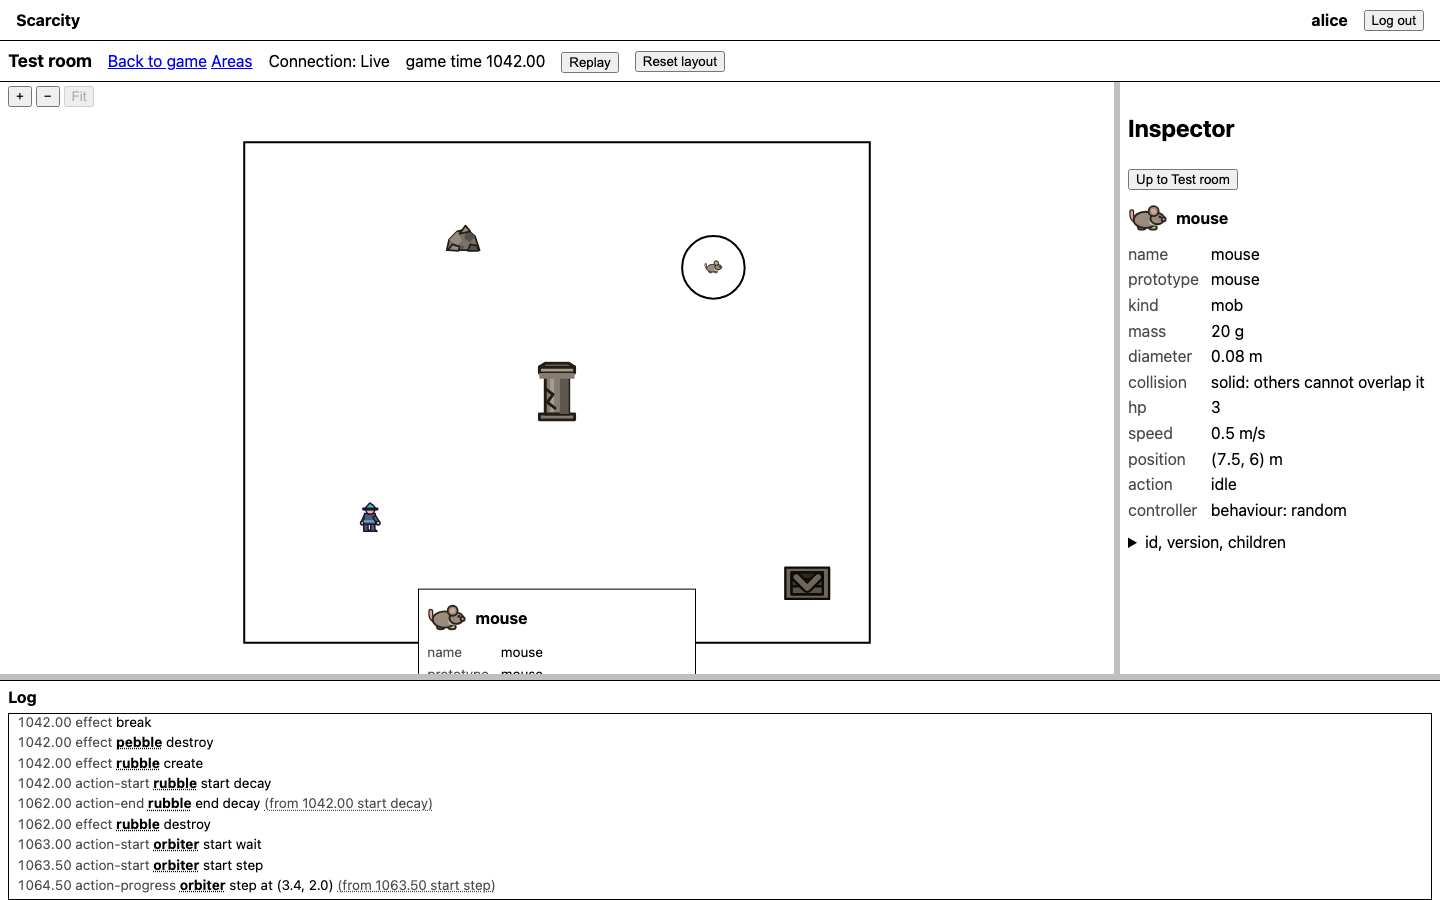 Scarcity
alice Log out
Test room Back to game Areas Connection: Live game time 1042.00 Replay Reset layout
+ − Fit
Inspector
Up to Test room
mouse
name mouse
prototype mouse
kind mob
mass 20 g
diameter 0.08 m
collision solid: others cannot overlap it
hp 3
speed 0.5 m/s
position (7.5, 6) m
action idle
controller behaviour: random
▶ id, version, children
mouse
name mouse
prototype mouse
Log
1042.00 effect break
1042.00 effect pebble destroy
1042.00 effect rubble create
1042.00 action-start rubble start decay
1062.00 action-end rubble end decay (from 1042.00 start decay)
1062.00 effect rubble destroy
1063.00 action-start orbiter start wait
1063.50 action-start orbiter start step
1064.50 action-progress orbiter step at (3.4, 2.0) (from 1063.50 start step)